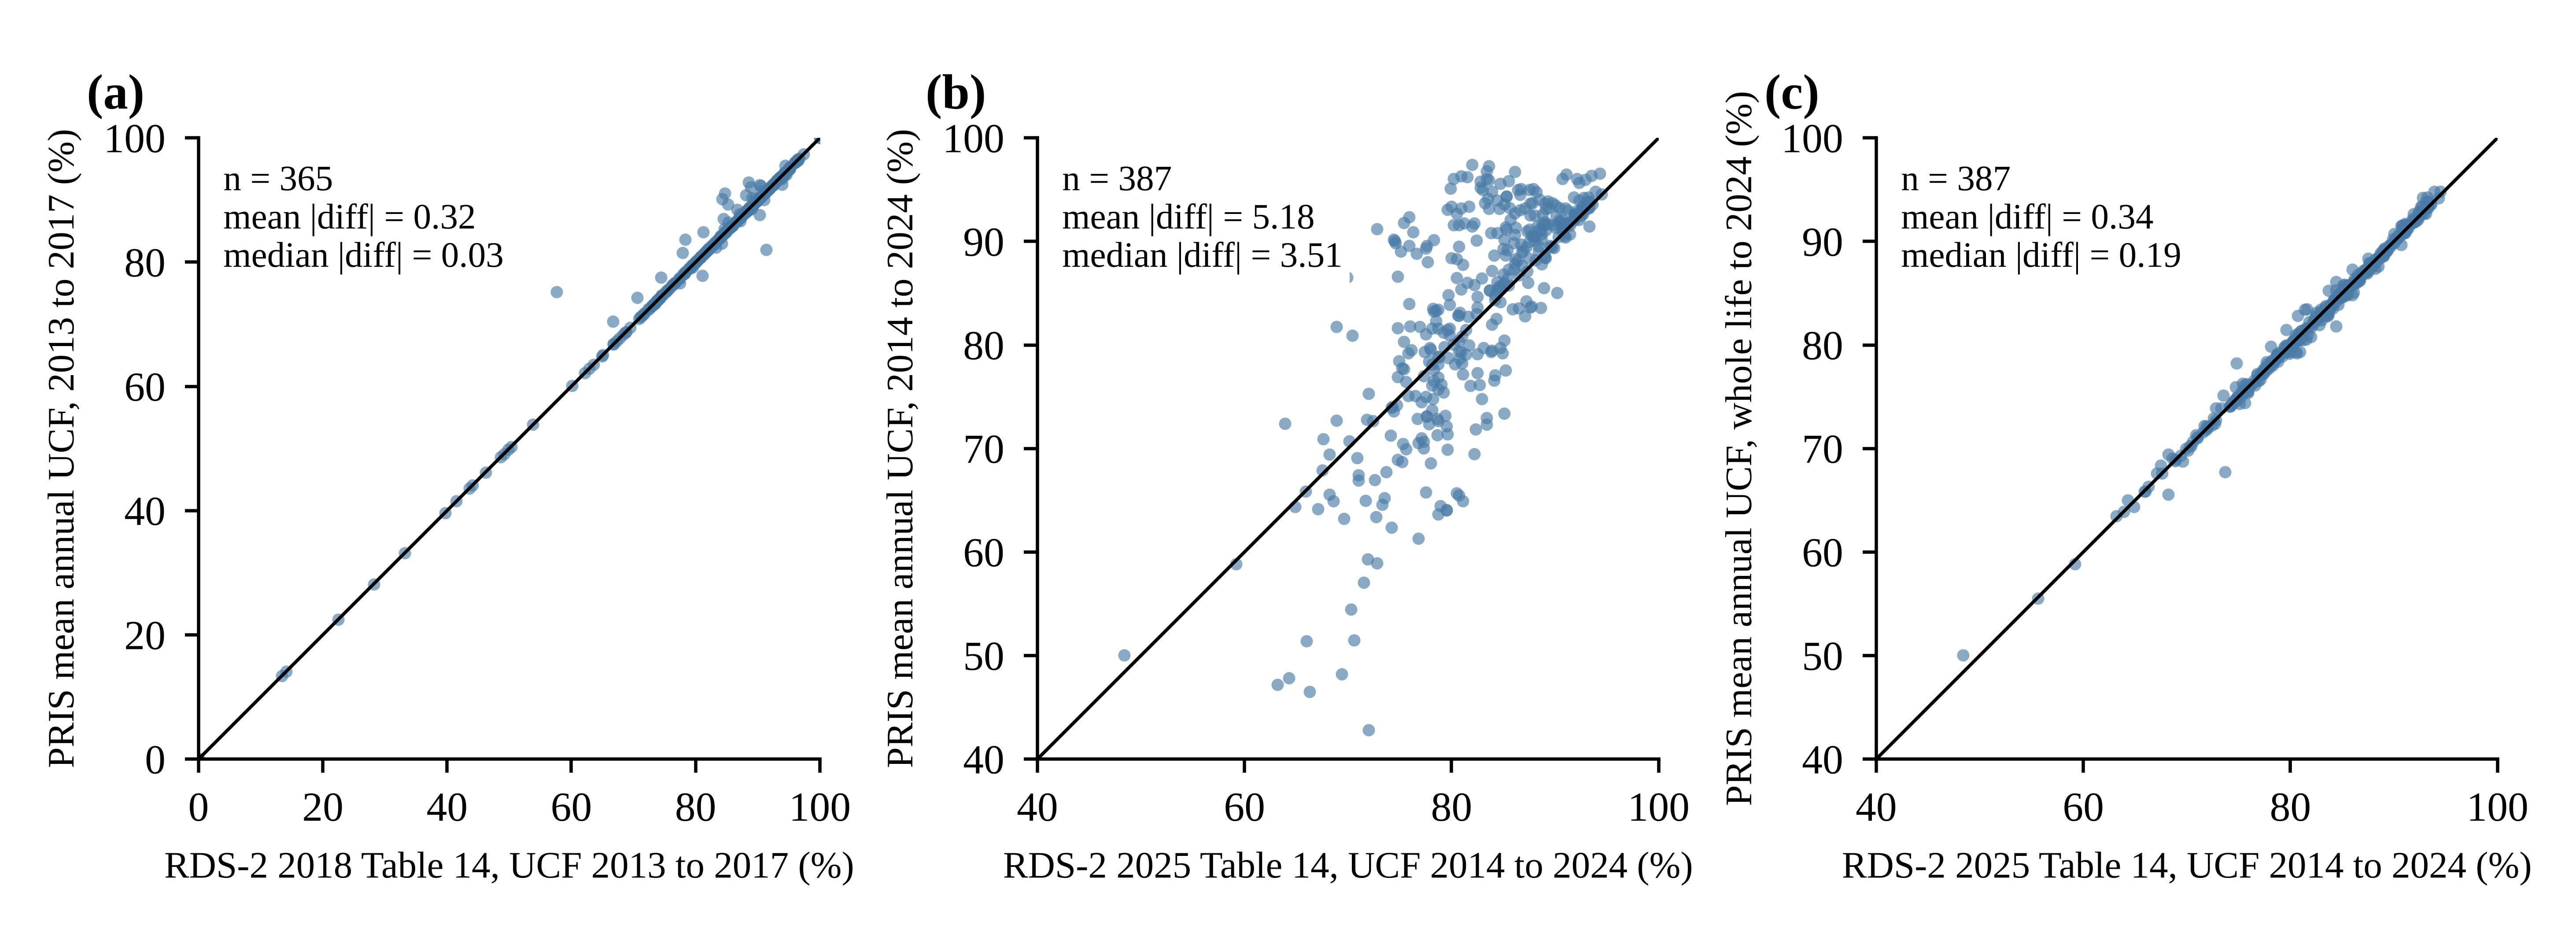 (a)
PRIS mean annual UCF, 2013 to 2017 (%)
100
80
60
40
20
0
n = 365
mean |diff| = 0.32
median |diff| = 0.03
0 20 40 60 80 100
RDS-2 2018 Table 14, UCF 2013 to 2017 (%)
(b)
PRIS mean annual UCF, 2014 to 2024 (%)
100
90
80
70
60
50
40
n = 387
mean |diff| = 5.18
median |diff| = 3.51
40 60 80 100
RDS-2 2025 Table 14, UCF 2014 to 2024 (%)
(c)
PRIS mean annual UCF, whole life to 2024 (%)
100
90
80
70
60
50
40
n = 387
mean |diff| = 0.34
median |diff| = 0.19
40 60 80 100
RDS-2 2025 Table 14, UCF 2014 to 2024 (%)